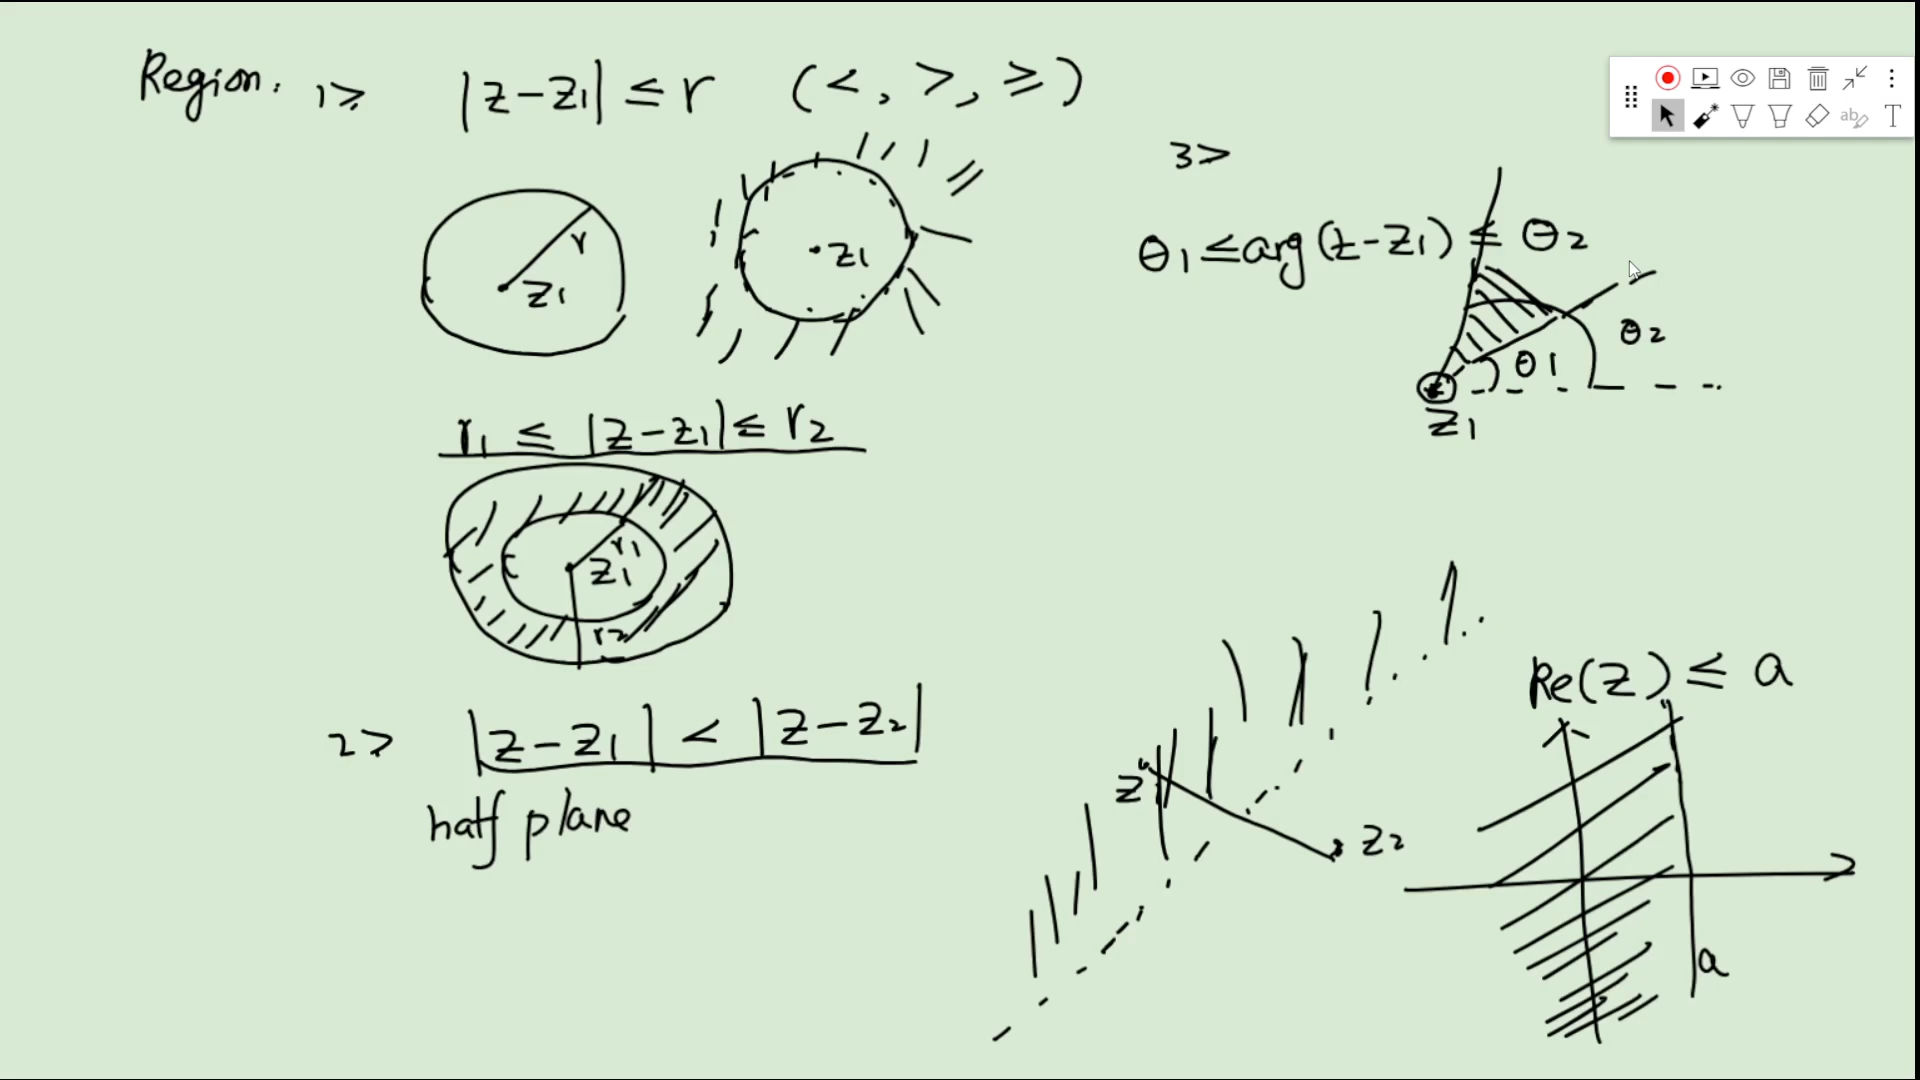 Region: 1> |z-z1| ≤ r (<, >, ≥)
r
z1
z1
r1 ≤ |z-z1| ≤ r2
r1
z1
r2
2> |z-z1| < |z-z2|
half plane
3>
θ1 ≤ arg(z-z1) ≤ θ2
θ2
θ1
z1
z1
z2
Re(z) ≤ a
a
ab
T